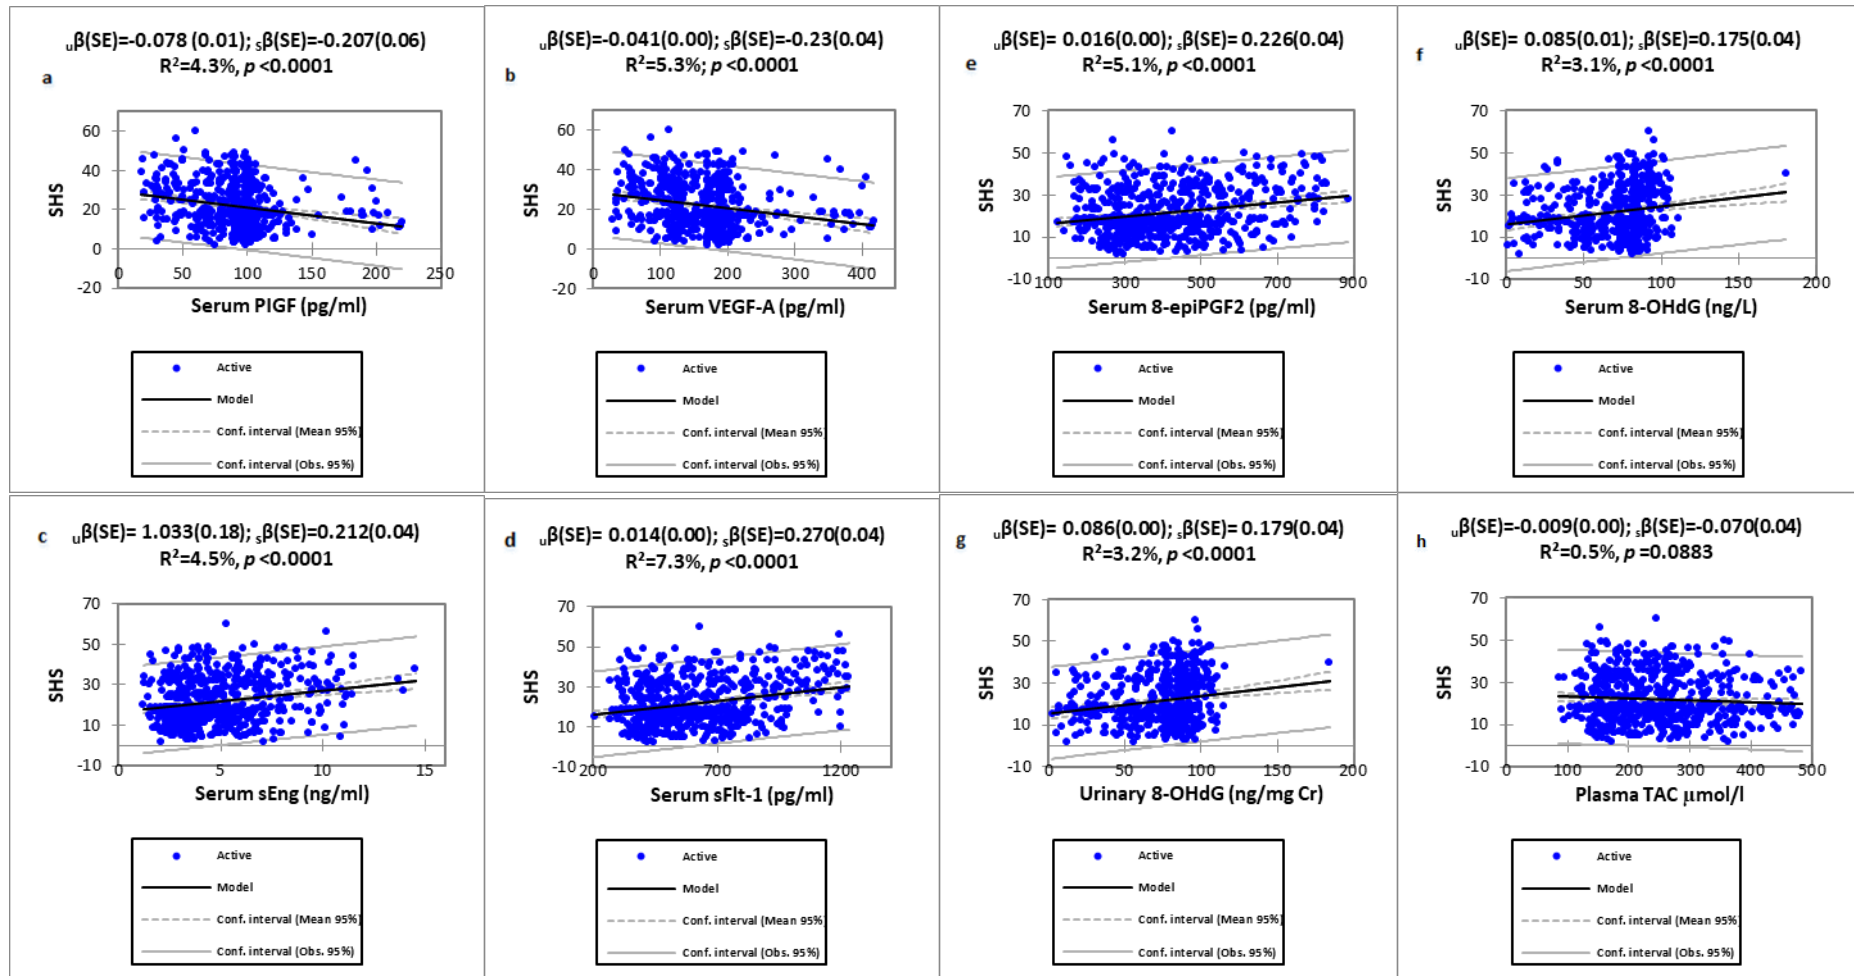 ᵤβ(SE)=-0.078 (0.01); ₛβ(SE)=-0.207(0.06)
R²=4.3%, p <0.0001
a
SHS
60
40
20
0
-20
0 50 100 150 200 250
Serum PIGF (pg/ml)
Active
Model
Conf. interval (Mean 95%)
Conf. interval (Obs. 95%)
ᵤβ(SE)=-0.041(0.00); ₛβ(SE)=-0.23(0.04)
R²=5.3%; p <0.0001
b
SHS
60
40
20
0
-20
0 100 200 300 400
Serum VEGF-A (pg/ml)
Active
Model
Conf. interval (Mean 95%)
Conf. interval (Obs. 95%)
ᵤβ(SE)= 0.016(0.00); ₛβ(SE)= 0.226(0.04)
R²=5.1%, p <0.0001
e
SHS
70
50
30
10
-10
100 300 500 700 900
Serum 8-epiPGF2 (pg/ml)
Active
Model
Conf. interval (Mean 95%)
Conf. interval (Obs. 95%)
ᵤβ(SE)= 0.085(0.01); ₛβ(SE)=0.175(0.04)
R²=3.1%, p <0.0001
f
SHS
70
50
30
10
-10
0 50 100 150 200
Serum 8-OHdG (ng/L)
Active
Model
Conf. interval (Mean 95%)
Conf. interval (Obs. 95%)
ᵤβ(SE)= 1.033(0.18); ₛβ(SE)=0.212(0.04)
R²=4.5%, p <0.0001
c
SHS
70
50
30
10
-10
0 5 10 15
Serum sEng (ng/ml)
Active
Model
Conf. interval (Mean 95%)
Conf. interval (Obs. 95%)
ᵤβ(SE)= 0.014(0.00); ₛβ(SE)=0.270(0.04)
R²=7.3%, p <0.0001
d
SHS
70
50
30
10
-10
200 700 1200
Serum sFlt-1 (pg/ml)
Active
Model
Conf. interval (Mean 95%)
Conf. interval (Obs. 95%)
ᵤβ(SE)= 0.086(0.00); ₛβ(SE)= 0.179(0.04)
R²=3.2%, p <0.0001
g
SHS
70
50
30
10
-10
0 50 100 150 200
Urinary 8-OHdG (ng/mg Cr)
Active
Model
Conf. interval (Mean 95%)
Conf. interval (Obs. 95%)
ᵤβ(SE)=-0.009(0.00); ₛβ(SE)=-0.070(0.04)
R²=0.5%, p =0.0883
h
SHS
70
50
30
10
-10
0 100 200 300 400 500
Plasma TAC µmol/l
Active
Model
Conf. interval (Mean 95%)
Conf. interval (Obs. 95%)